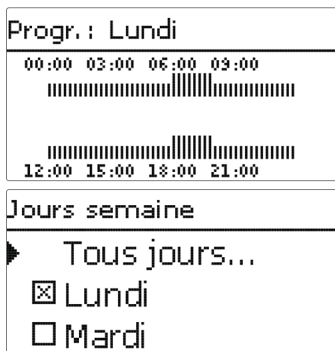 Progr.: Lundi
00:00 03:00 06:00 09:00
12:00 15:00 18:00 21:00
Jours semaine
Tous jours...
Lundi
Mardi